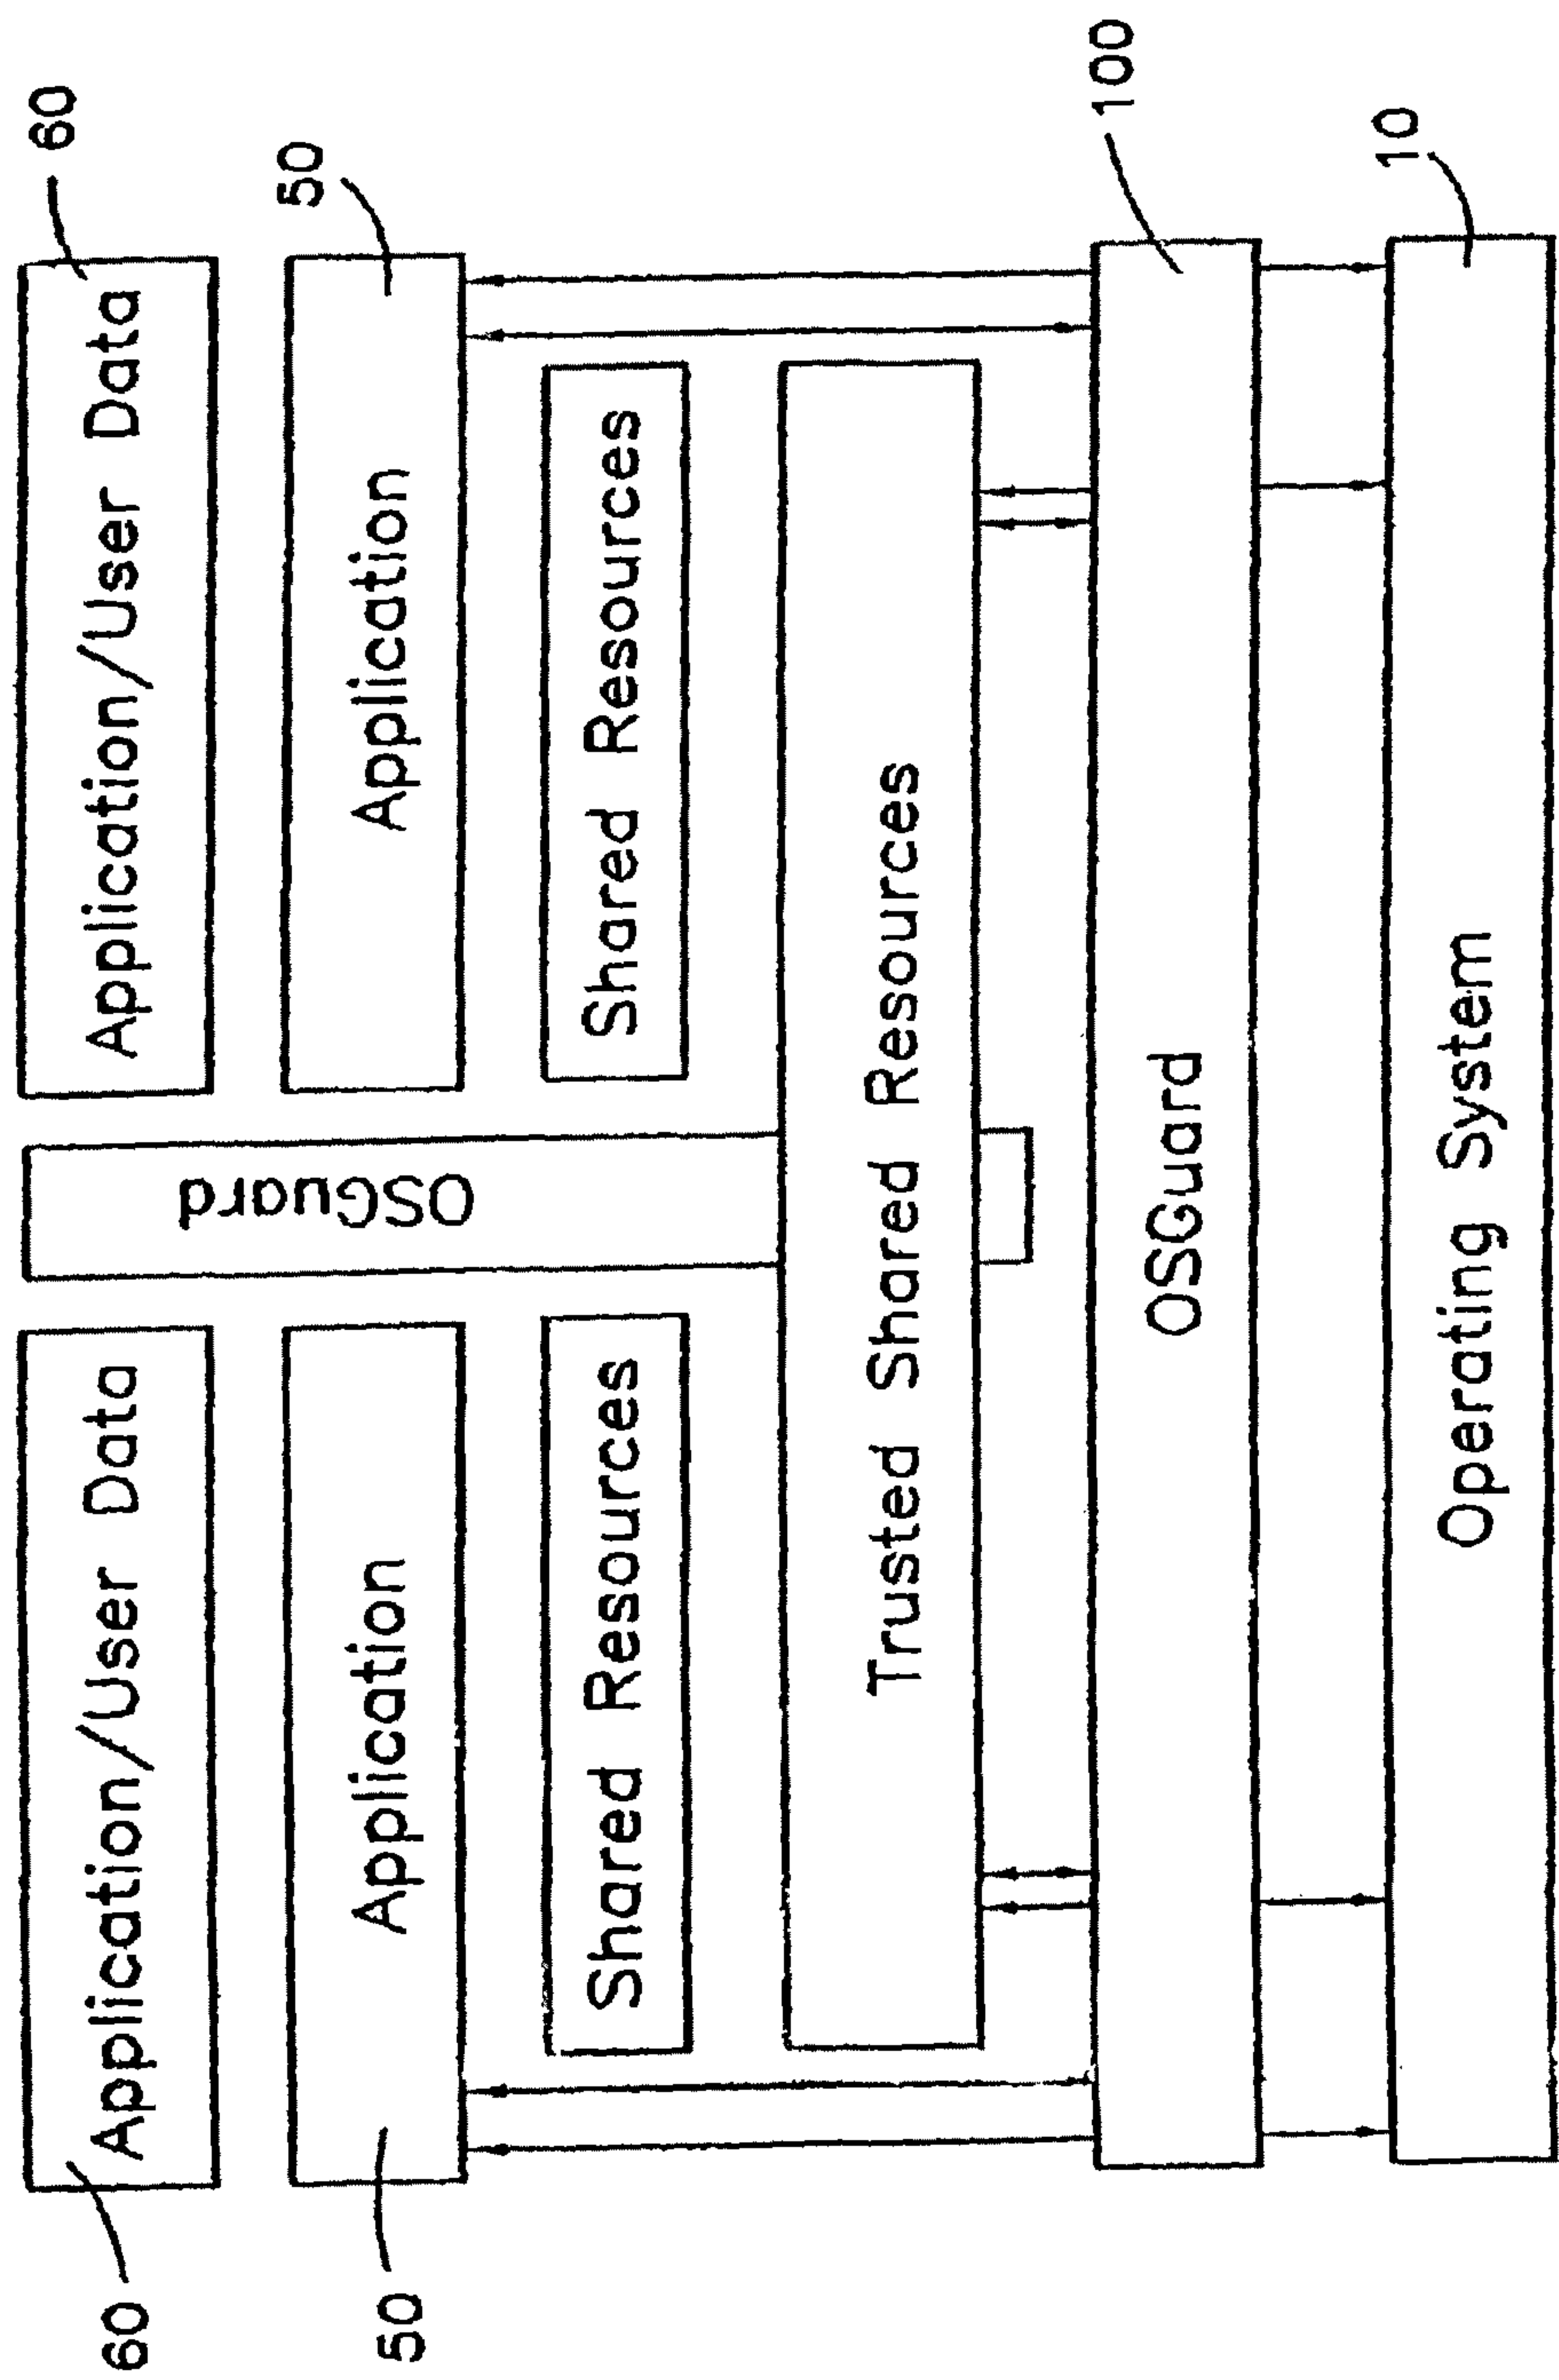 60
Application/User Data
Application/User Data
60
50
Application
OSGuard
Application
50
Shared Resources
Shared Resources
Trusted Shared Resources
OSGuard
100
Operating System
10